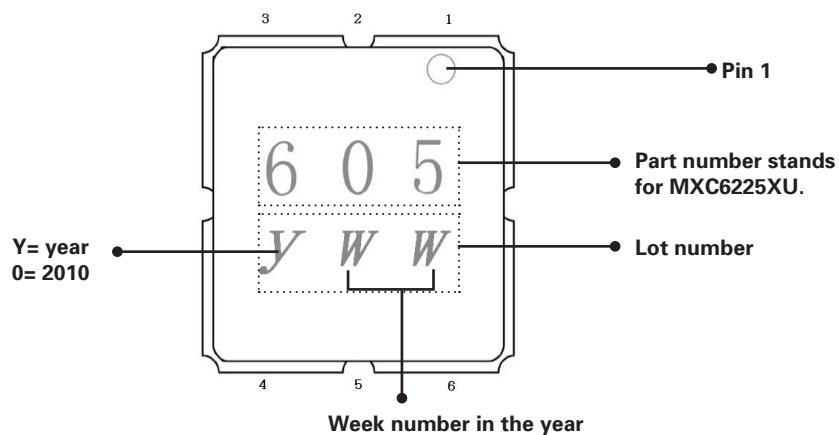 3 2 1
Pin 1
6 0 5
Part number stands
for MXC6225XU.
Y= year
0= 2010
y w w
Lot number
4 5 6
Week number in the year